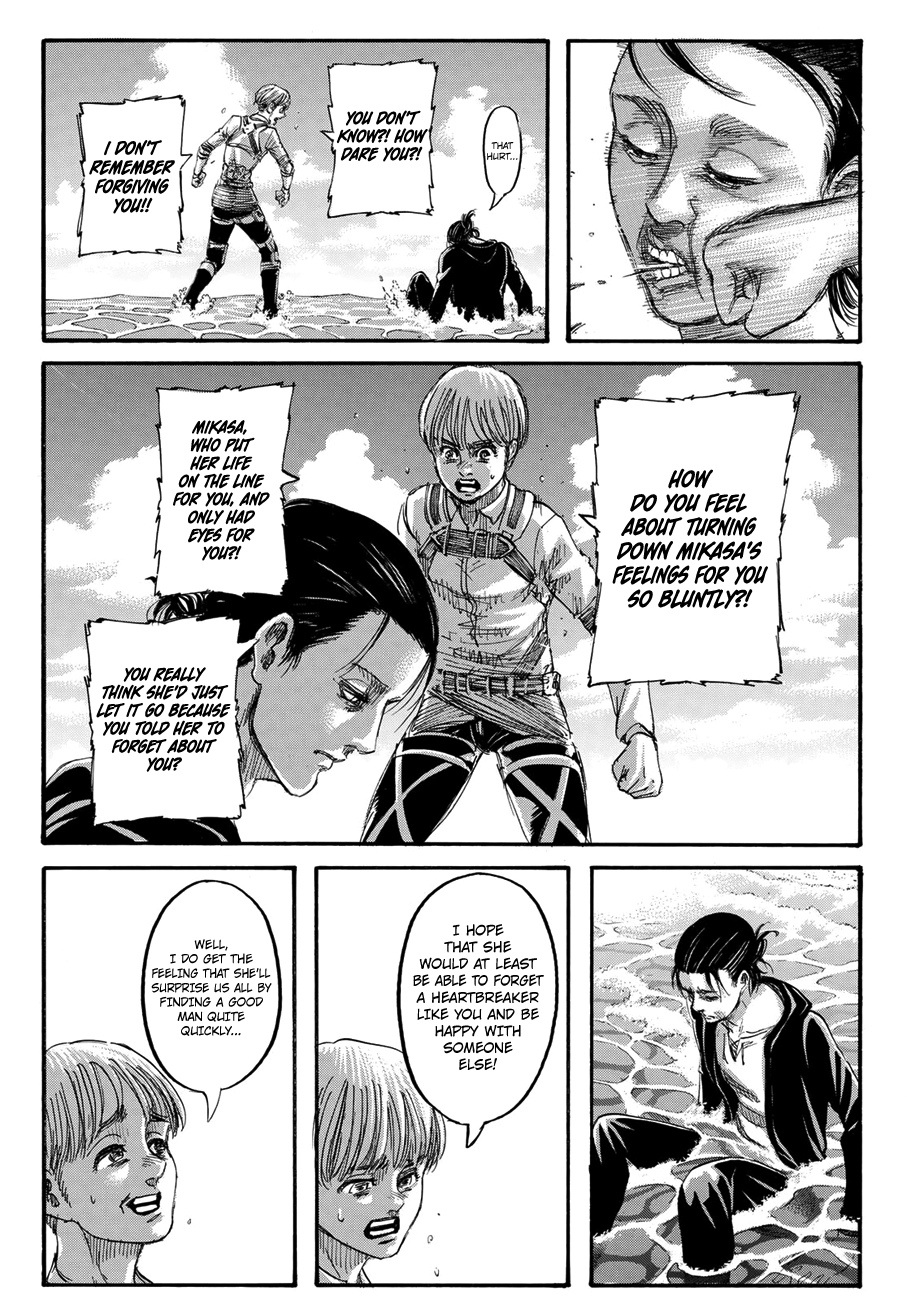 THAT
HURT...
YOU DON'T
KNOW?! HOW
DARE YOU?!
I DON'T
REMEMBER
FORGIVING
YOU!!
HOW
DO YOU FEEL
ABOUT TURNING
DOWN MIKASA'S
FEELINGS FOR YOU
SO BLUNTLY?!
MIKASA,
WHO PUT
HER LIFE
ON THE LINE
FOR YOU, AND
ONLY HAD
EYES FOR
YOU?!
YOU REALLY
THINK SHE'D JUST
LET IT GO BECAUSE
YOU TOLD HER TO
FORGET ABOUT
YOU?
I HOPE
THAT SHE
WOULD AT LEAST
BE ABLE TO FORGET
A HEARTBREAKER
LIKE YOU AND BE
HAPPY WITH
SOMEONE
ELSE!
WELL,
I DO GET THE
FEELING THAT SHE'LL
SURPRISE US ALL BY
FINDING A GOOD
MAN QUITE
QUICKLY...